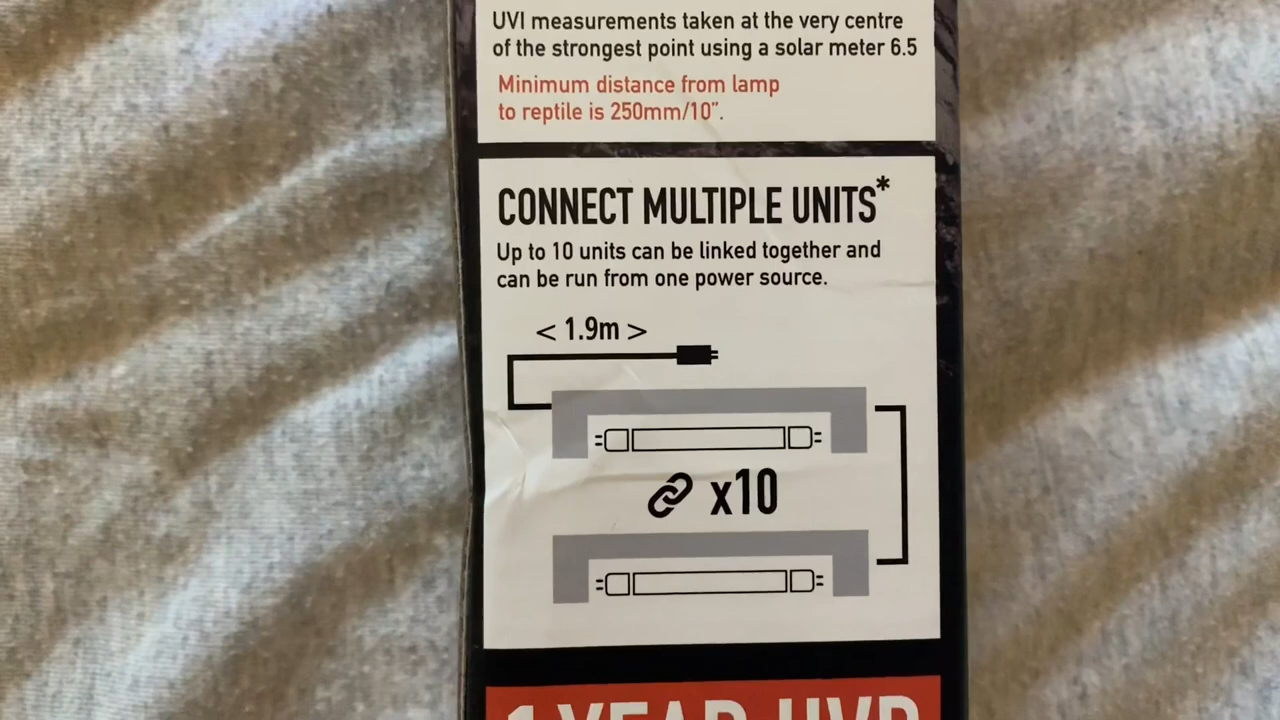 UVI measurements taken at the very centre
of the strongest point using a solar meter 6.5
Minimum distance from lamp
to reptile is 250mm/10”.
CONNECT MULTIPLE UNITS*
Up to 10 units can be linked together and
can be run from one power source.
< 1.9m >
x10
1 YEAR UVB